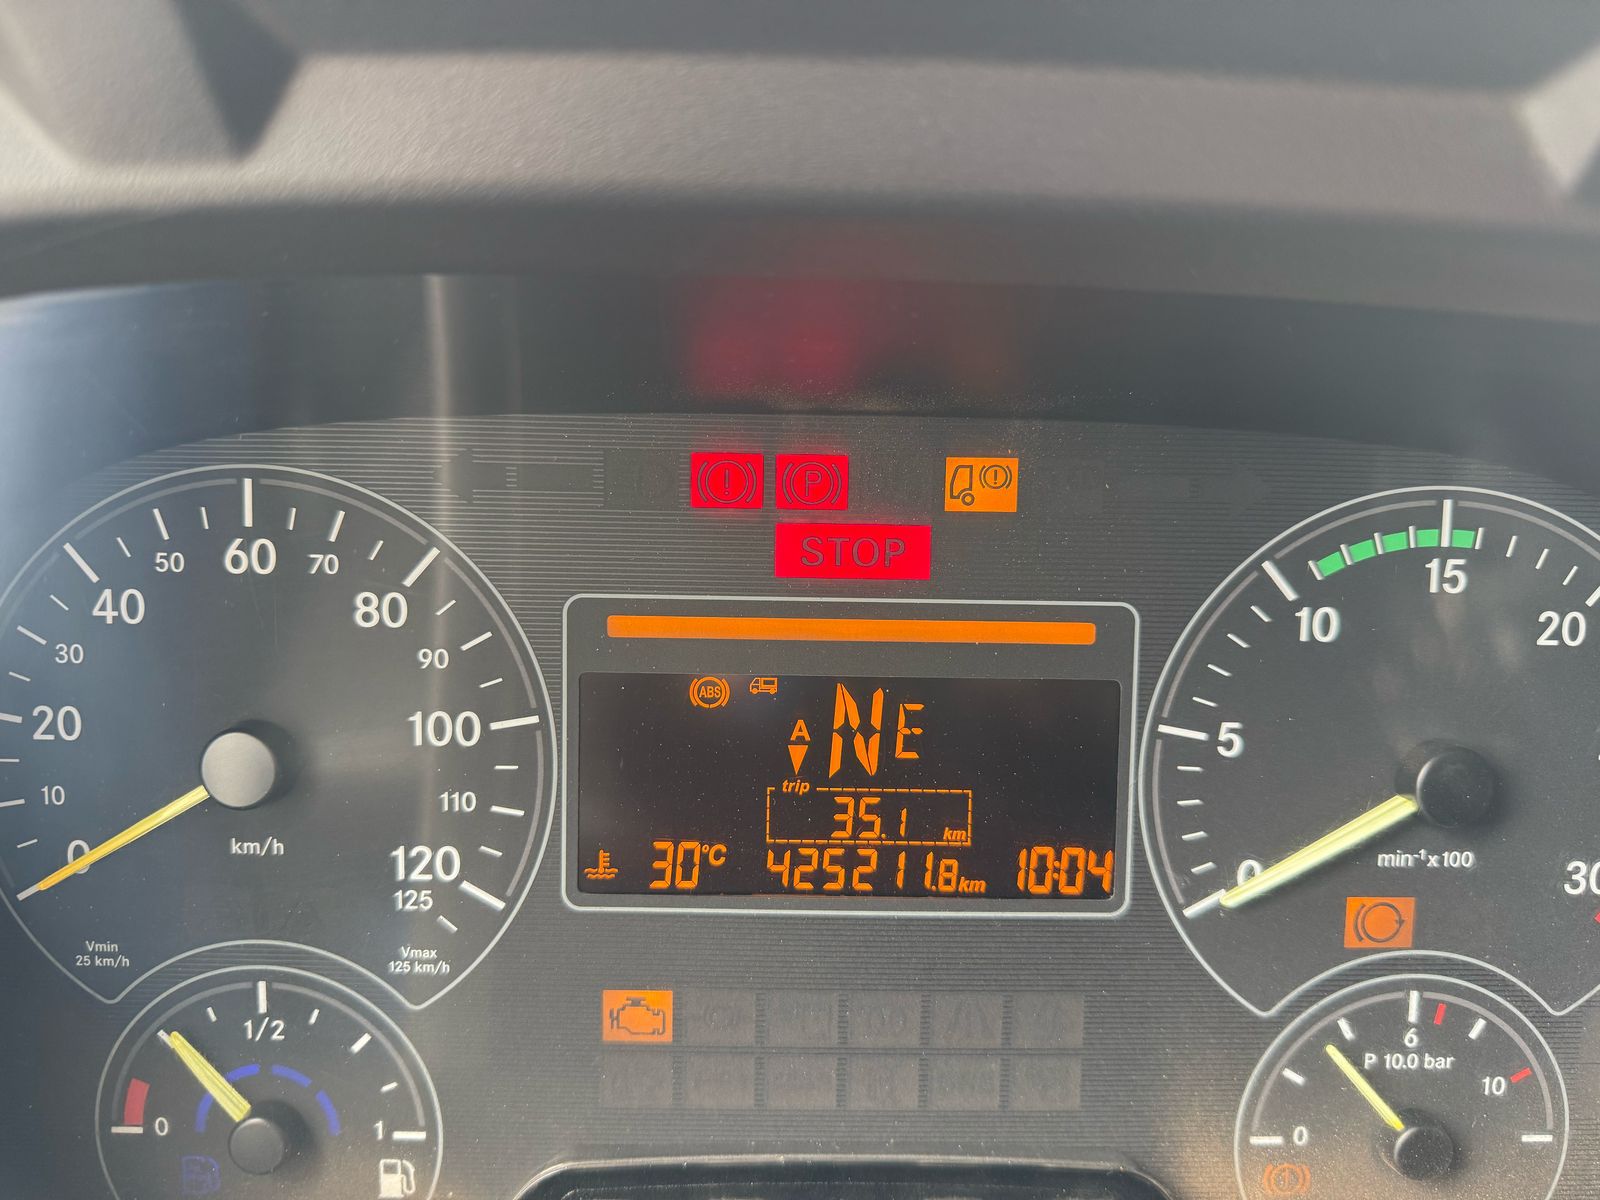 P
STOP
50 60 70
40 80
30 90
20 100
10 110
0 120
125
km/h
Vmin
25 km/h
Vmax
125 km/h
ABS
A
NE
trip
35.1 km
30°C 425211.8 km 10:04
10 15 20
5
0 30
min⁻¹x100
1/2
0 1
6
P 10.0 bar
10
0